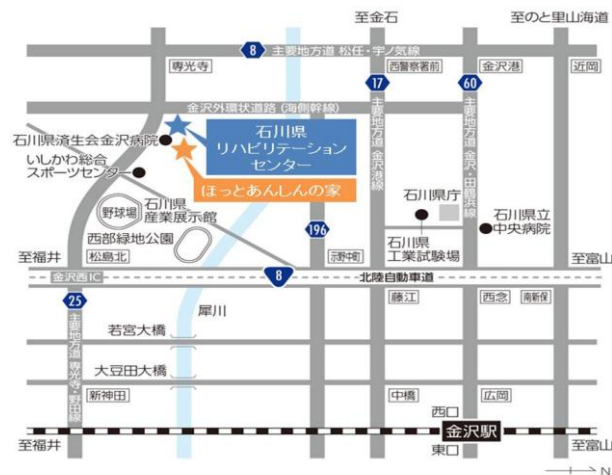 至金石
至のと里山海道
8
主要地方道 松任・宇ノ気線
専光寺
17
西警察署前
60
金沢港
近岡
金沢外環状道路(海側幹線)
石川県済生会金沢病院
石川県
リハビリテーション
センター
いしかわ総合
スポーツセンター
ほっとあんしんの家
主要地方道 金沢港線
主要地方道 金沢・田鶴浜線
野球場
石川県
産業展示館
石川県庁
石川県立
中央病院
西部緑地公園
196
石川県
工業試験場
至福井
松島北
示野中町
至富山
金沢西IC
8
北陸自動車道
25
犀川
藤江
西念
南新保
主要地方道 専光寺・野田線
若宮大橋
大豆田大橋
新神田
中橋
広岡
西口
金沢駅
至福井
東口
至富山
N